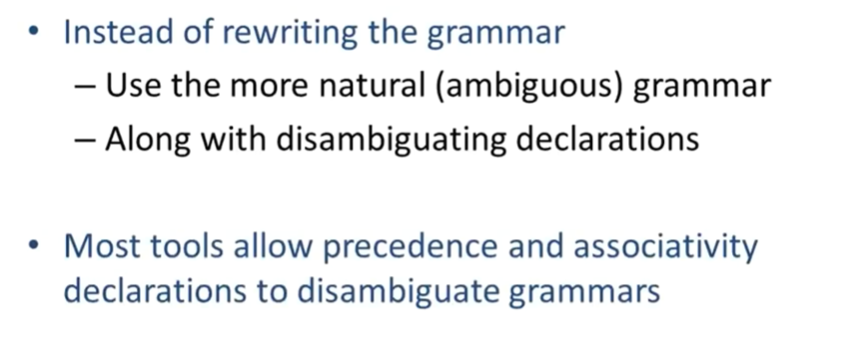 • Instead of rewriting the grammar
– Use the more natural (ambiguous) grammar
– Along with disambiguating declarations
• Most tools allow precedence and associativity
declarations to disambiguate grammars